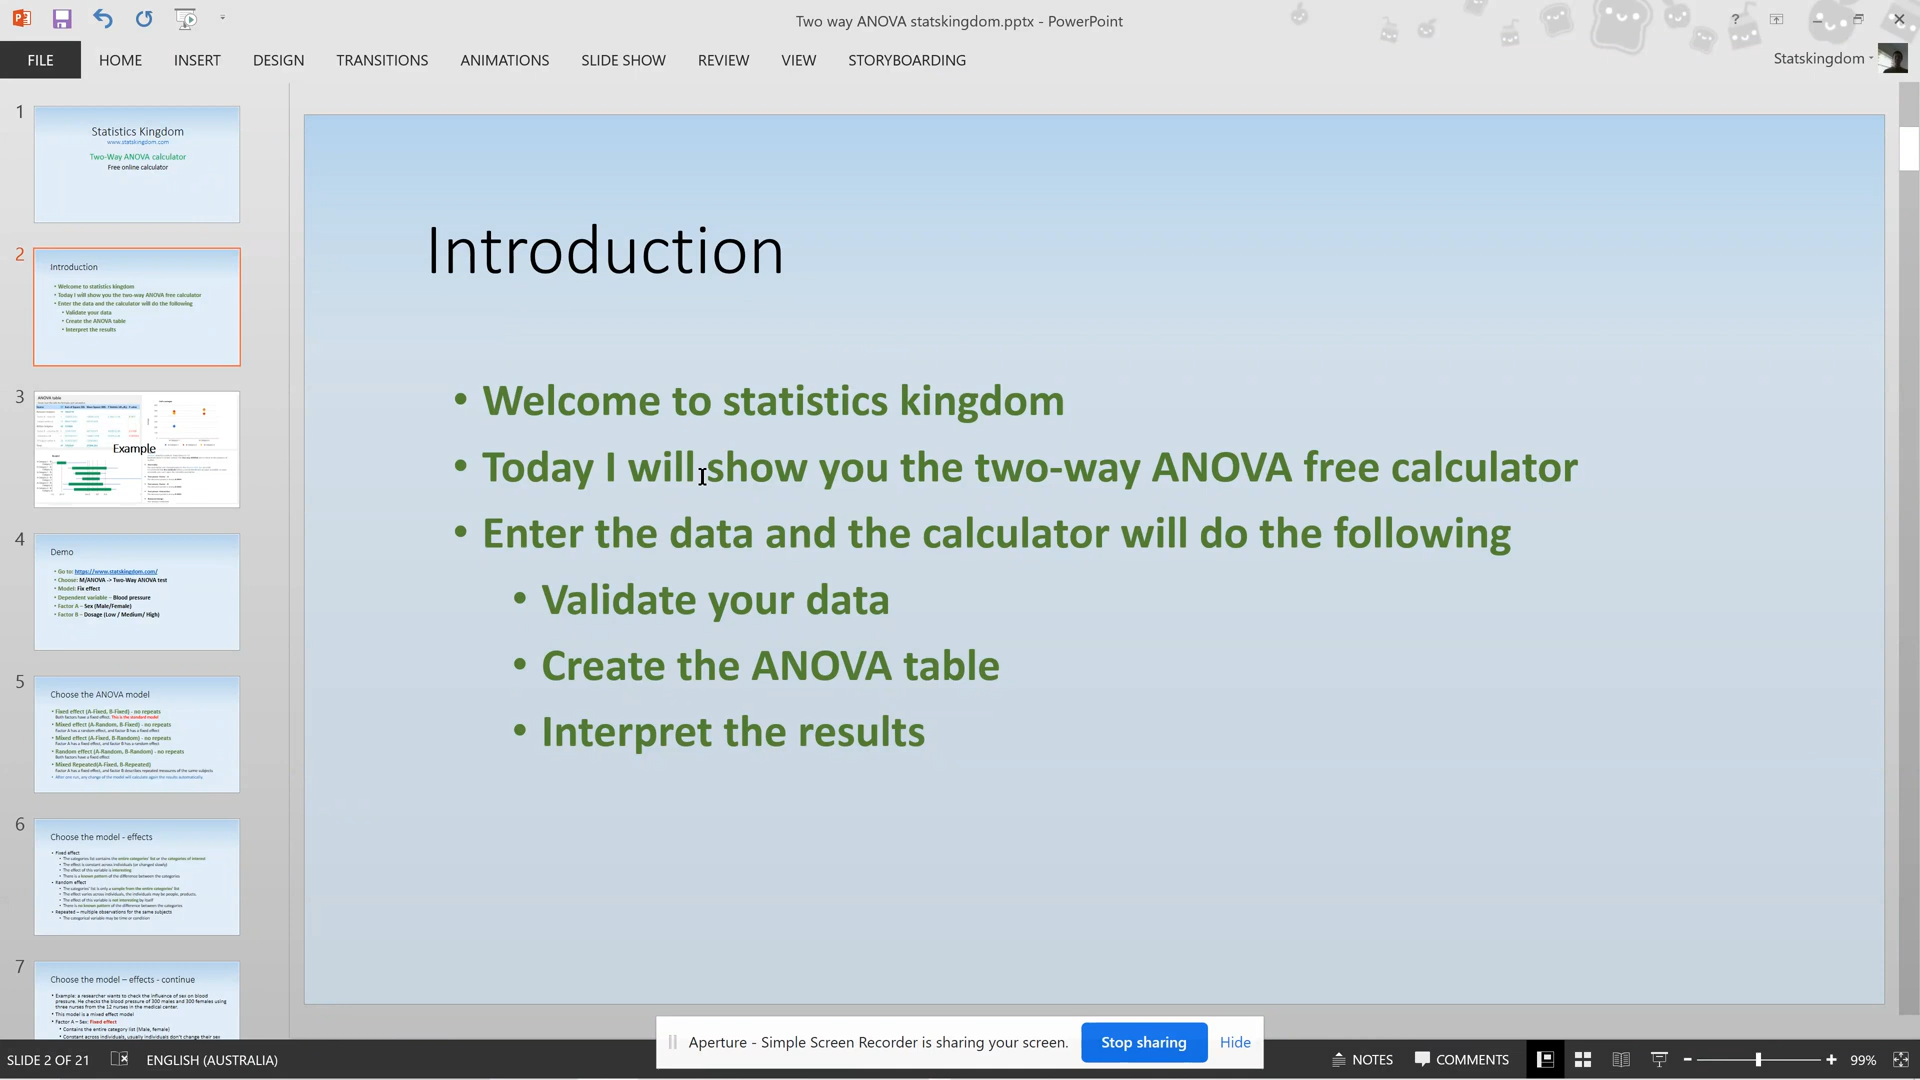 Two way ANOVA statskingdom.pptx - PowerPoint
?
FILE HOME INSERT DESIGN TRANSITIONS ANIMATIONS SLIDE SHOW REVIEW VIEW STORYBOARDING
Statskingdom
1
Statistics Kingdom
www.statskingdom.com
Two-Way ANOVA calculator
Free online calculator
2
Introduction
• Welcome to statistics kingdom
• Today I will show you the two-way ANOVA free calculator
• Enter the data and the calculator will do the following
• Validate your data
• Create the ANOVA table
• Interpret the results
3
ANOVA table
Example
4
Demo
• Go to: https://www.statskingdom.com/
• Choose: M/ANOVA -> Two-Way ANOVA test
• Model: Fix effect
• Dependent variable – Blood pressure
• Factor A – Sex (Male/Female)
• Factor B – Dosage (Low / Medium/ High)
5
Choose the ANOVA model
• Fixed effect (A-Fixed, B-Fixed) - no repeats
Both factors have a fixed effect. This is the standard model
• Mixed effect (A-Random, B-Fixed) - no repeats
Factor A has a random effect, and factor B has a fixed effect
• Mixed effect (A-Fixed, B-Random) - no repeats
Factor A has a fixed effect, and factor B has a random effect
• Random effect (A-Random, B-Random) - no repeats
Both factors have a fixed effect
• Mixed Repeated(A-Fixed, B-Repeated)
Factor A has a fixed effect, and factor B describes repeated measures of the same subjects
• After one run, any change of the model will calculate again the results automatically.
6
Choose the model - effects
• Fixed effect
• The categories list contains the entire categories' list or the categories of interest
• The effect is constant across individuals (or changed slowly)
• The effect of this variable is interesting
• There is a known pattern of the difference between the categories
• Random effect
• The categories' list is only a sample from the entire categories' list
• The effect varies across individuals, the individuals may be people, products.
• The effect of this variable is not interesting by itself
• There is no known pattern of the difference between the categories
• Repeated – multiple observations for the same subjects
• The categorical variable may be time or condition
7
Choose the model – effects - continue
• Example: a researcher wants to check the influence of sex on blood
pressure. He checks the blood pressure of 300 males and 300 females using
three nurses from the 12 nurses in the medical center.
• This model is a mixed effect model
• Factor A – Sex: Fixed effect
• Contains the entire category list (Male, female)
• Constant across individuals, usually individuals don't change their sex
Introduction
• Welcome to statistics kingdom
• Today I will show you the two-way ANOVA free calculator
• Enter the data and the calculator will do the following
• Validate your data
• Create the ANOVA table
• Interpret the results
Aperture - Simple Screen Recorder is sharing your screen. Stop sharing Hide
SLIDE 2 OF 21 ENGLISH (AUSTRALIA) NOTES COMMENTS 99%